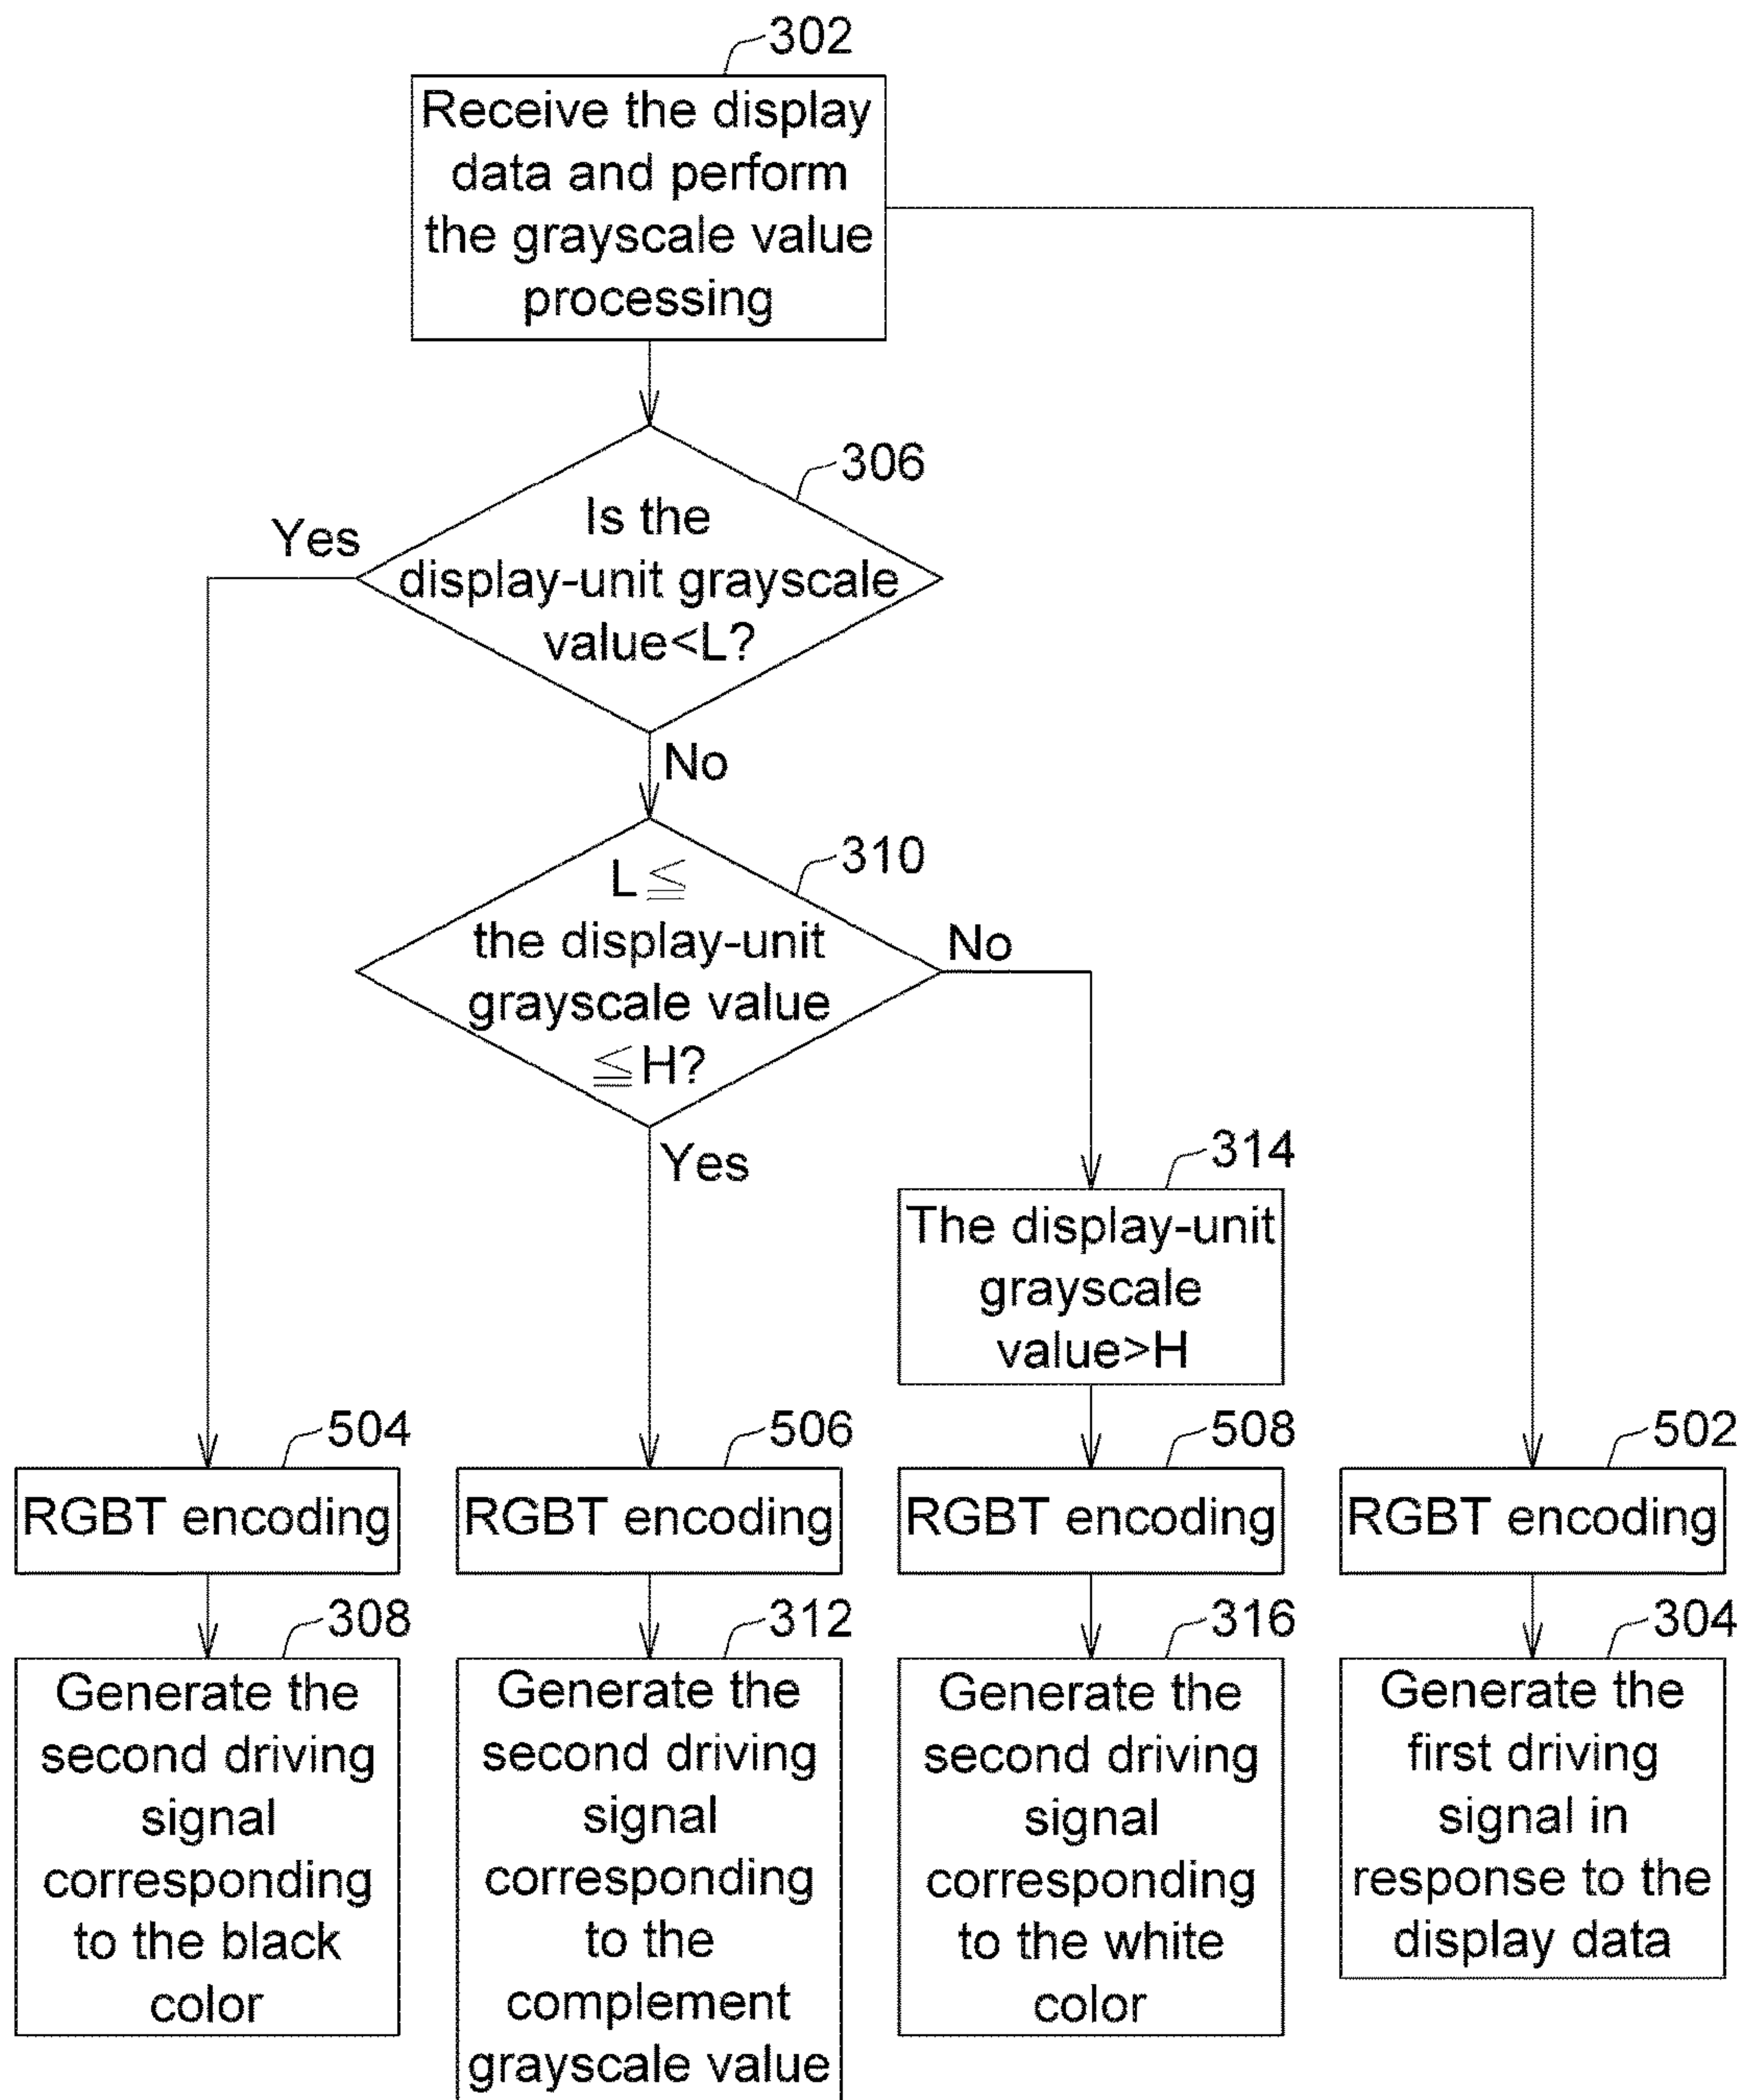 302
Receive the display
data and perform
the grayscale value
processing
306
Yes
Is the
display-unit grayscale
value<L?
No
310
L ≦
the display-unit
grayscale value
≦H?
No
Yes
314
The display-unit
grayscale
value>H
504
RGBT encoding
506
RGBT encoding
508
RGBT encoding
502
RGBT encoding
308
Generate the
second driving
signal
corresponding
to the black
color
312
Generate the
second driving
signal
corresponding
to the
complement
grayscale value
316
Generate the
second driving
signal
corresponding
to the white
color
304
Generate the
first driving
signal in
response to the
display data